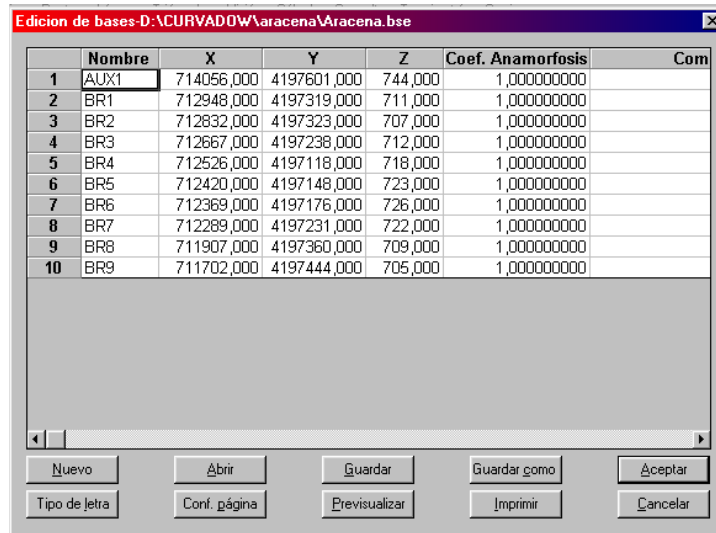 Edicion de bases-D:\CURVADOW\aracena\Aracena.bse
Nombre X Y Z Coef. Anamorfosis Com
1 AUX1 714056,000 4197601,000 744,000 1,000000000
2 BR1 712948,000 4197319,000 711,000 1,000000000
3 BR2 712832,000 4197323,000 707,000 1,000000000
4 BR3 712667,000 4197238,000 712,000 1,000000000
5 BR4 712526,000 4197118,000 718,000 1,000000000
6 BR5 712420,000 4197148,000 723,000 1,000000000
7 BR6 712369,000 4197176,000 726,000 1,000000000
8 BR7 712289,000 4197231,000 722,000 1,000000000
9 BR8 711907,000 4197360,000 709,000 1,000000000
10 BR9 711702,000 4197444,000 705,000 1,000000000
Nuevo Abrir Guardar Guardar como Aceptar
Tipo de letra Conf. página Previsualizar Imprimir Cancelar